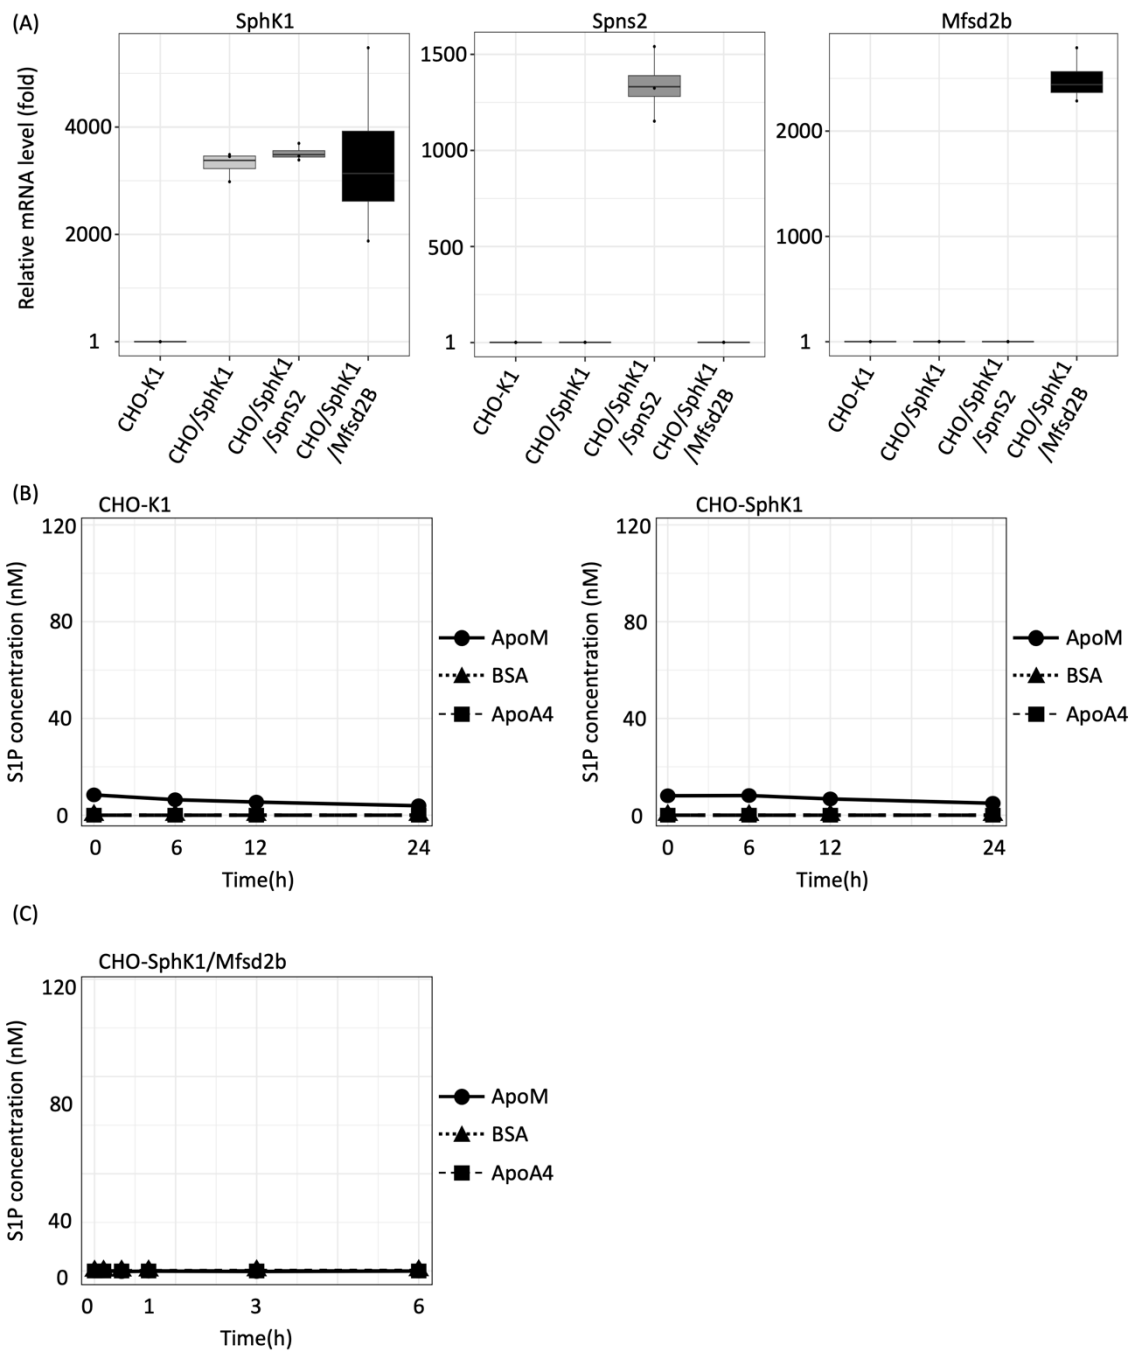 (A)
SphK1
Spns2
Mfsd2b
Relative mRNA level (fold)
4000
2000
1
1500
1000
500
1
2000
1000
1
CHO-K1
CHO/SphK1
CHO/SphK1
/SpnS2
CHO/SphK1
/Mfsd2B
CHO-K1
CHO/SphK1
CHO/SphK1
/SpnS2
CHO/SphK1
/Mfsd2B
CHO-K1
CHO/SphK1
CHO/SphK1
/SpnS2
CHO/SphK1
/Mfsd2B
(B)
CHO-K1
S1P concentration (nM)
120
80
40
0
0 6 12 24
Time(h)
ApoM
BSA
ApoA4
CHO-SphK1
S1P concentration (nM)
120
80
40
0
0 6 12 24
Time(h)
ApoM
BSA
ApoA4
(C)
CHO-SphK1/Mfsd2b
S1P concentration (nM)
120
80
40
0
0 1 3 6
Time(h)
ApoM
BSA
ApoA4